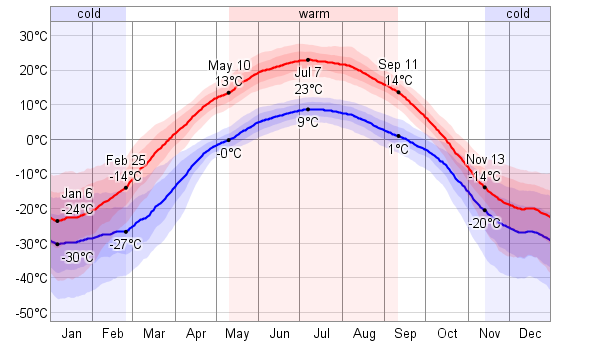 cold warm cold
30°C
20°C
10°C
0°C
-10°C
-20°C
-30°C
-40°C
-50°C
Jan 6
-24°C
-30°C
Feb 25
-14°C
-27°C
May 10
13°C
-0°C
Jul 7
23°C
9°C
Sep 11
14°C
1°C
Nov 13
-14°C
-20°C
Jan Feb Mar Apr May Jun Jul Aug Sep Oct Nov Dec